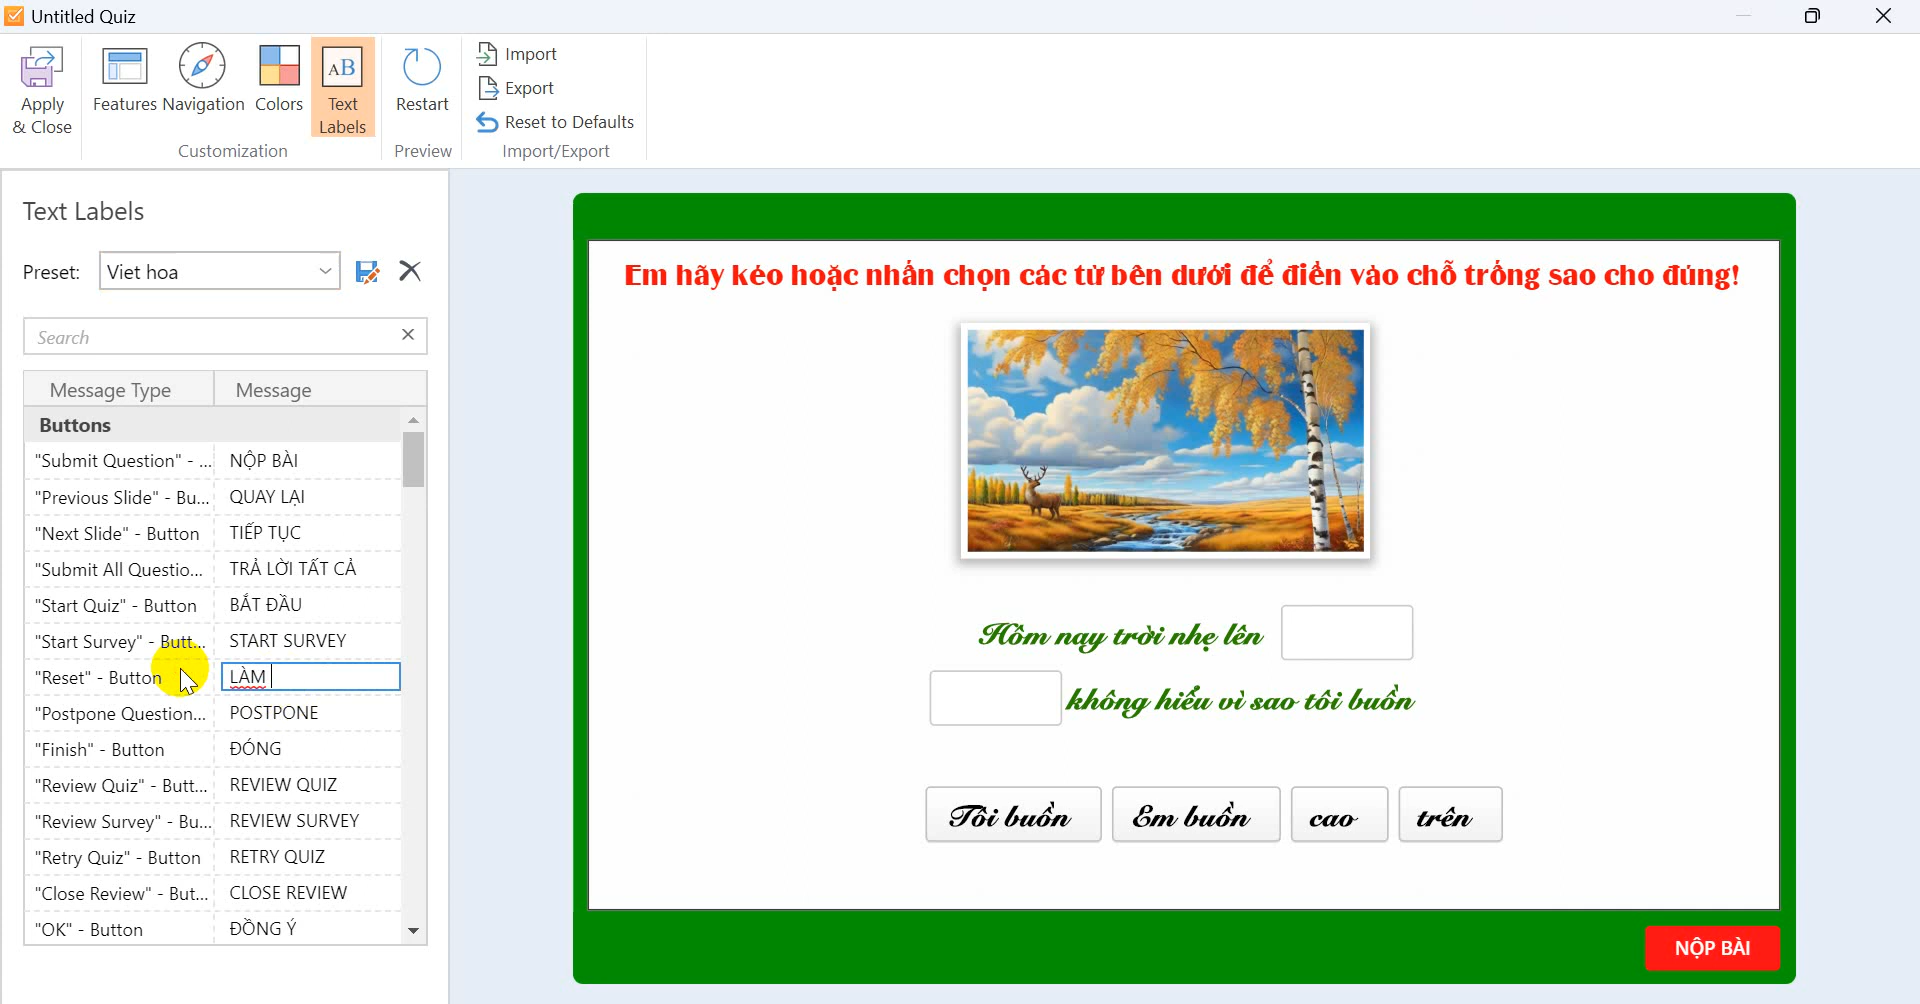 Untitled Quiz
Apply & Close
Features
Navigation
Colors
Text Labels
Customization
Restart
Preview
Import
Export
Reset to Defaults
Import/Export
Text Labels
Preset: Viet hoa
Search
Message Type Message
Buttons
"Submit Question" - ... NỘP BÀI
"Previous Slide" - Bu... QUAY LẠI
"Next Slide" - Button TIẾP TỤC
"Submit All Questio... TRẢ LỜI TẤT CẢ
"Start Quiz" - Button BẮT ĐẦU
"Start Survey" - Butt... START SURVEY
"Reset" - Button LÀM
"Postpone Question... POSTPONE
"Finish" - Button ĐÓNG
"Review Quiz" - Butt... REVIEW QUIZ
"Review Survey" - Bu... REVIEW SURVEY
"Retry Quiz" - Button RETRY QUIZ
"Close Review" - But... CLOSE REVIEW
"OK" - Button ĐỒNG Ý
Em hãy kéo hoặc nhấn chọn các từ bên dưới để điền vào chỗ trống sao cho đúng!
Hôm nay trời nhẹ lên
không hiểu vì sao tôi buồn
Tôi buồn Em buồn cao trên
NỘP BÀI